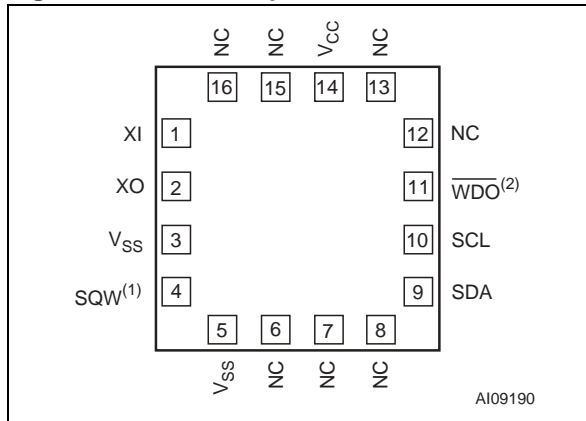 NC NC VCC NC
16 15 14 13
XI 1 12 NC
XO 2 11 WDO(2)
VSS 3 10 SCL
SQW(1) 4 9 SDA
5 6 7 8
VSS NC NC NC
AI09190